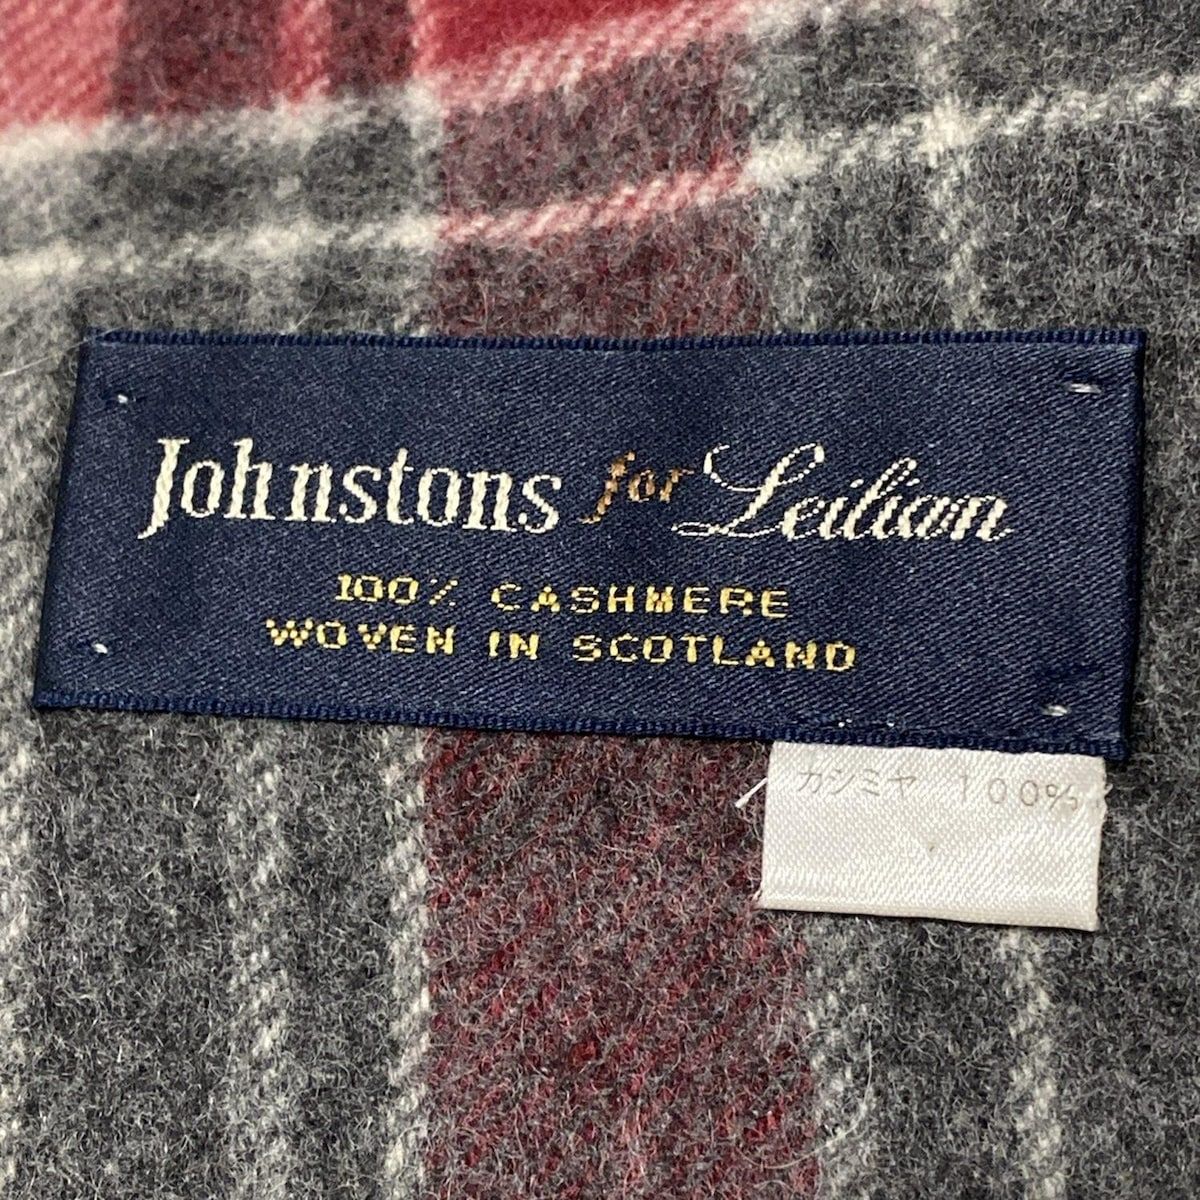 Johnstons for Leilian
100% CASHMERE
WOVEN IN SCOTLAND
カシミヤ 100%